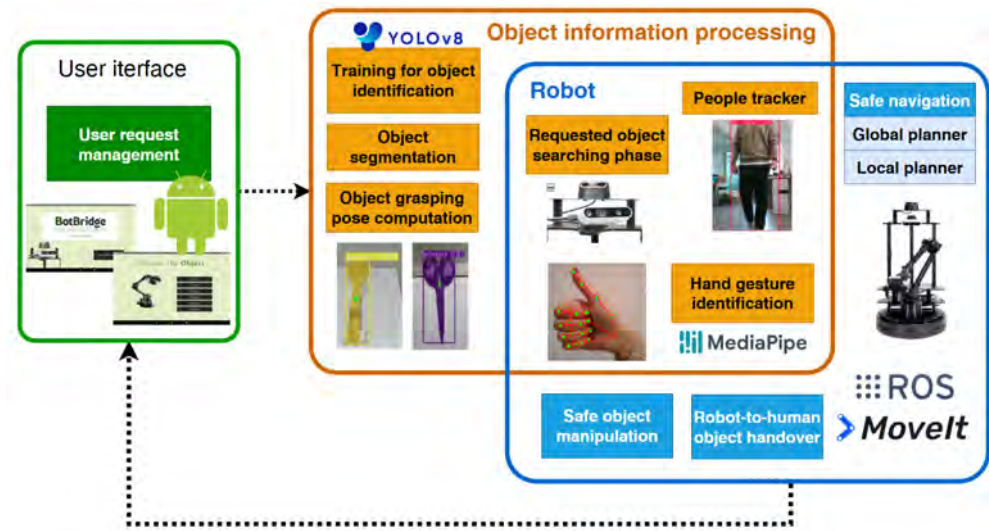 User iterface
User request
management
BotBridge
YOLOv8
Object information processing
Training for object
identification
Object
segmentation
Object grasping
pose computation
Robot
Requested object
searching phase
People tracker
Hand gesture
identification
MediaPipe
Safe navigation
Global planner
Local planner
Safe object
manipulation
Robot-to-human
object handover
ROS
MoveIt